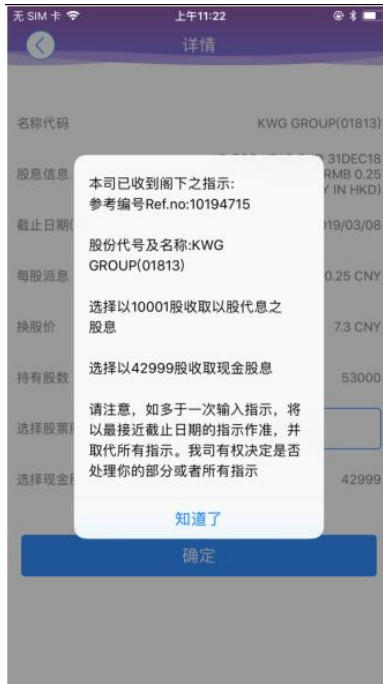 无 SIM 卡
上午11:22
详情
名称代码
KWG GROUP(01813)
股息信息
31DEC18
RMB 0.25
IN HKD)
截止日期(
019/03/08
每股派息
0.25 CNY
换股价
7.3 CNY
持有股数
53000
选择股票
选择现金
42999
本司已收到阁下之指示:
参考编号Ref.no:10194715
股份代号及名称:KWG
GROUP(01813)
选择以10001股收取以股代息之
股息
选择以42999股收取现金股息
请注意，如多于一次输入指示，将
以最接近截止日期的指示作准，并
取代所有指示。我司有权决定是否
处理你的部分或者所有指示
知道了
确定